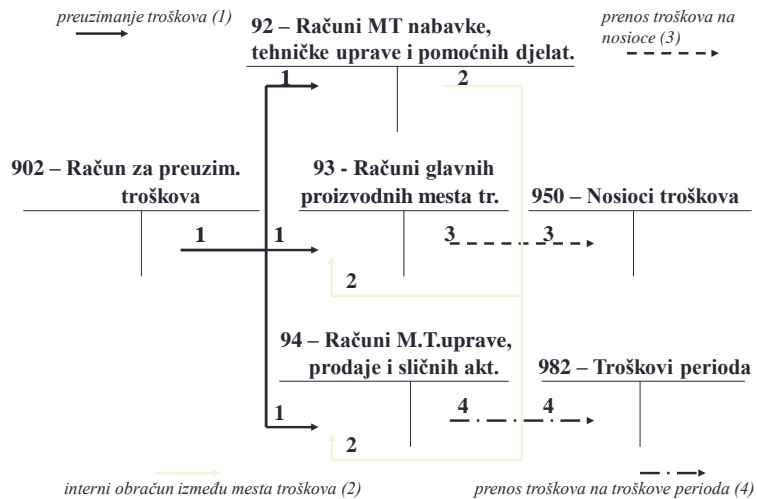 preuzimanje troškova (1)
92 – Računi MT nabavke,
tehničke uprave i pomoćnih djelat.
prenos troškova na
nosioce (3)
1
2
902 – Račun za preuzim.
troškova
93 - Računi glavnih
proizvodnih mesta tr.
950 – Nosioci troškova
1
1
3
3
2
94 – Računi M.T.uprave,
prodaje i sličnih akt.
982 – Troškovi perioda
1
4
4
2
interni obračun između mesta troškova (2)
prenos troškova na troškove perioda (4)